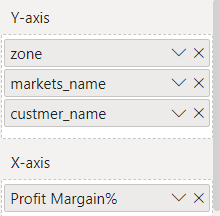 Y-axis
zone
markets_name
custmer_name
X-axis
Profit Margain%